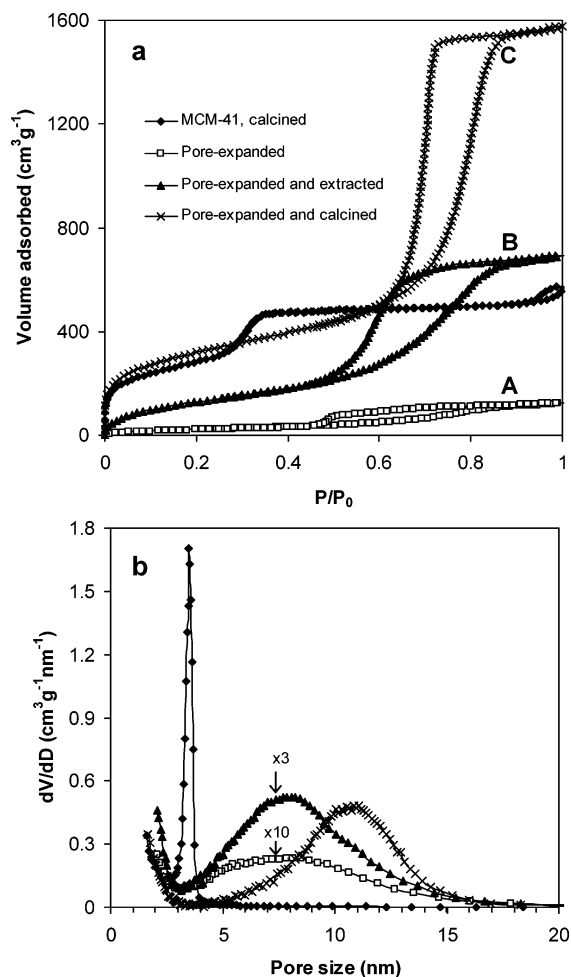 a
C
MCM-41, calcined
Pore-expanded
Pore-expanded and extracted
Pore-expanded and calcined
B
A
Volume adsorbed (cm³g⁻¹)
1600
1200
800
400
0
0 0.2 0.4 0.6 0.8 1
P/P₀
b
x3
x10
dV/dD (cm³g⁻¹nm⁻¹)
1.8
1.5
1.2
0.9
0.6
0.3
0
0 5 10 15 20
Pore size (nm)